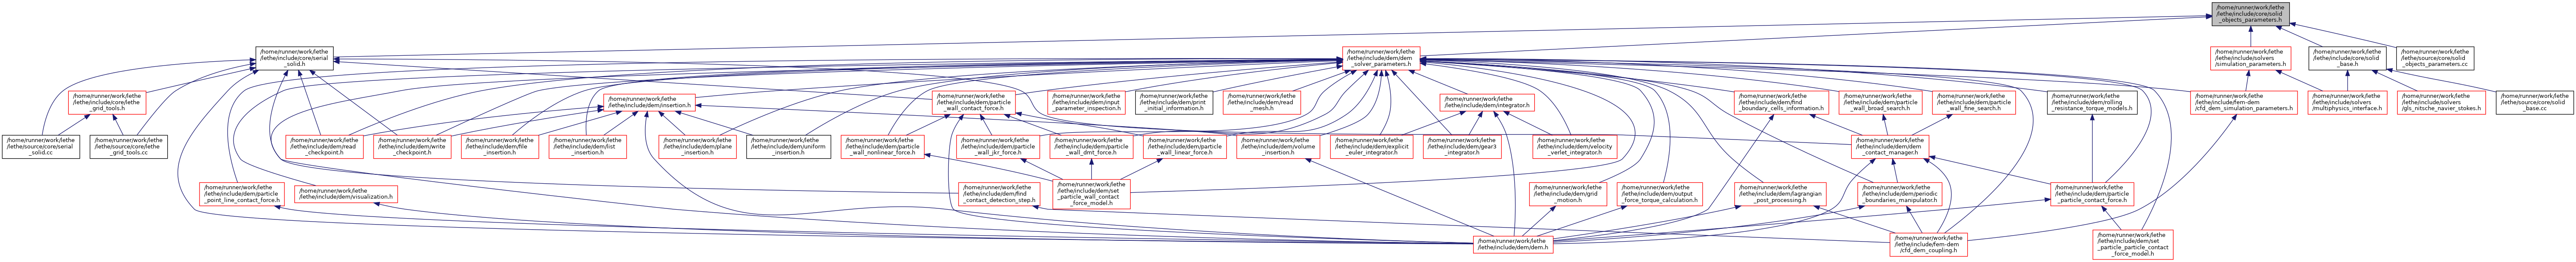 /home/runner/work/lethe
/lethe/include/core/solid
_objects_parameters.h
/home/runner/work/lethe
/lethe/include/core/serial
_solid.h
/home/runner/work/lethe
/lethe/include/dem/dem
_solver_parameters.h
/home/runner/work/lethe
/lethe/include/solvers
/simulation_parameters.h
/home/runner/work/lethe
/lethe/include/core/solid
_base.h
/home/runner/work/lethe
/lethe/source/core/solid
_objects_parameters.cc
/home/runner/work/lethe
/lethe/include/core/lethe
_grid_tools.h
/home/runner/work/lethe
/lethe/include/dem/insertion.h
/home/runner/work/lethe
/lethe/include/dem/particle
_wall_contact_force.h
/home/runner/work/lethe
/lethe/include/dem/input
_parameter_inspection.h
/home/runner/work/lethe
/lethe/include/dem/print
_initial_information.h
/home/runner/work/lethe
/lethe/include/dem/read
_mesh.h
/home/runner/work/lethe
/lethe/include/dem/integrator.h
/home/runner/work/lethe
/lethe/include/dem/find
_boundary_cells_information.h
/home/runner/work/lethe
/lethe/include/dem/particle
_wall_broad_search.h
/home/runner/work/lethe
/lethe/include/dem/particle
_wall_fine_search.h
/home/runner/work/lethe
/lethe/include/dem/rolling
_resistance_torque_models.h
/home/runner/work/lethe
/lethe/include/fem-dem
/cfd_dem_simulation_parameters.h
/home/runner/work/lethe
/lethe/include/solvers
/multiphysics_interface.h
/home/runner/work/lethe
/lethe/include/solvers
/gls_nitsche_navier_stokes.h
/home/runner/work/lethe
/lethe/source/core/solid
_base.cc
/home/runner/work/lethe
/lethe/source/core/serial
_solid.cc
/home/runner/work/lethe
/lethe/source/core/lethe
_grid_tools.cc
/home/runner/work/lethe
/lethe/include/dem/read
_checkpoint.h
/home/runner/work/lethe
/lethe/include/dem/write
_checkpoint.h
/home/runner/work/lethe
/lethe/include/dem/file
_insertion.h
/home/runner/work/lethe
/lethe/include/dem/list
_insertion.h
/home/runner/work/lethe
/lethe/include/dem/plane
_insertion.h
/home/runner/work/lethe
/lethe/include/dem/uniform
_insertion.h
/home/runner/work/lethe
/lethe/include/dem/particle
_wall_nonlinear_force.h
/home/runner/work/lethe
/lethe/include/dem/particle
_wall_jkr_force.h
/home/runner/work/lethe
/lethe/include/dem/particle
_wall_dmt_force.h
/home/runner/work/lethe
/lethe/include/dem/particle
_wall_linear_force.h
/home/runner/work/lethe
/lethe/include/dem/volume
_insertion.h
/home/runner/work/lethe
/lethe/include/dem/explicit
_euler_integrator.h
/home/runner/work/lethe
/lethe/include/dem/gear3
_integrator.h
/home/runner/work/lethe
/lethe/include/dem/velocity
_verlet_integrator.h
/home/runner/work/lethe
/lethe/include/dem/dem
_contact_manager.h
/home/runner/work/lethe
/lethe/include/dem/particle
_point_line_contact_force.h
/home/runner/work/lethe
/lethe/include/dem/visualization.h
/home/runner/work/lethe
/lethe/include/dem/find
_contact_detection_step.h
/home/runner/work/lethe
/lethe/include/dem/set
_particle_wall_contact
_force_model.h
/home/runner/work/lethe
/lethe/include/dem/grid
_motion.h
/home/runner/work/lethe
/lethe/include/dem/output
_force_torque_calculation.h
/home/runner/work/lethe
/lethe/include/dem/lagrangian
_post_processing.h
/home/runner/work/lethe
/lethe/include/dem/periodic
_boundaries_manipulator.h
/home/runner/work/lethe
/lethe/include/dem/particle
_particle_contact_force.h
/home/runner/work/lethe
/lethe/include/dem/dem.h
/home/runner/work/lethe
/lethe/include/fem-dem
/cfd_dem_coupling.h
/home/runner/work/lethe
/lethe/include/dem/set
_particle_particle_contact
_force_model.h